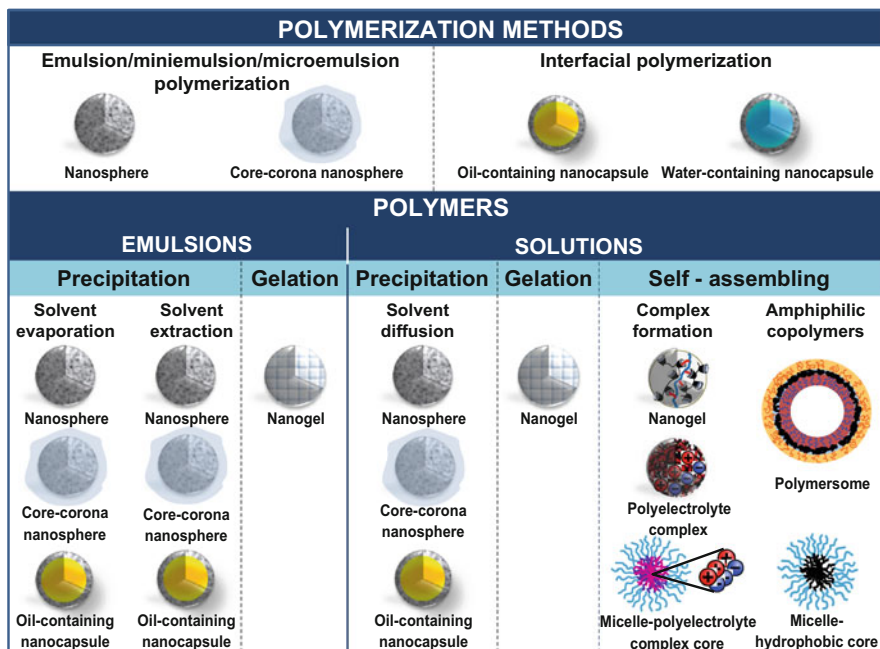 POLYMERIZATION METHODS
Emulsion/miniemulsion/microemulsion
polymerization
Nanosphere
Core-corona nanosphere
Interfacial polymerization
Oil-containing nanocapsule
Water-containing nanocapsule
POLYMERS
EMULSIONS
SOLUTIONS
Precipitation
Gelation
Precipitation
Gelation
Self - assembling
Solvent
evaporation
Nanosphere
Core-corona
nanosphere
Oil-containing
nanocapsule
Solvent
extraction
Nanosphere
Core-corona
nanosphere
Oil-containing
nanocapsule
Nanogel
Solvent
diffusion
Nanosphere
Core-corona
nanosphere
Oil-containing
nanocapsule
Nanogel
Complex
formation
Nanogel
Polyelectrolyte
complex
Micelle-polyelectrolyte
complex core
Amphiphilic
copolymers
Polymersome
Micelle-
hydrophobic core